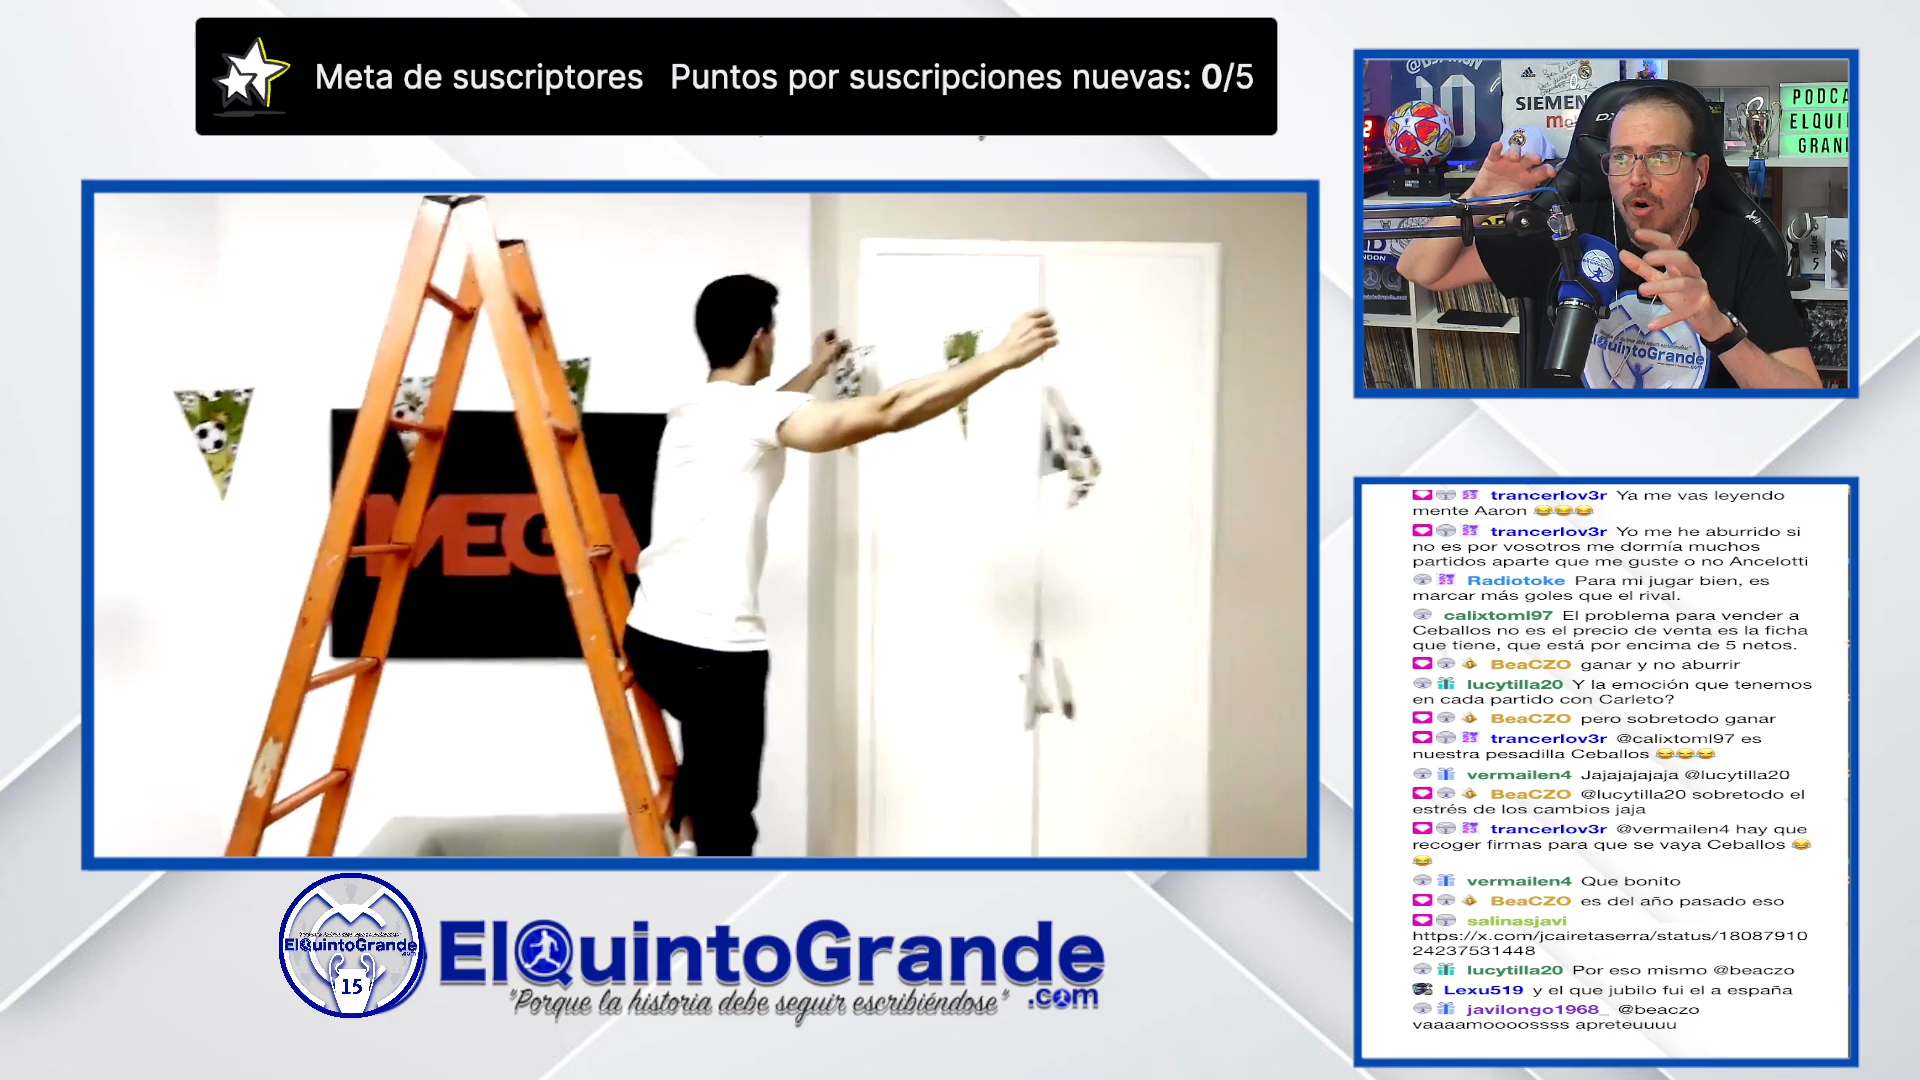 Meta de suscriptores Puntos por suscripciones nuevas: 0/5
SIEMEN
10
PODCA
ELQUI
GRAN
ElQuintoGrande
MEGA
trancerlov3r Ya me vas leyendo
mente Aaron 😂😂😂
trancerlov3r Yo me he aburrido si
no es por vosotros me dormía muchos
partidos aparte que me guste o no Ancelotti
Radiotoke Para mi jugar bien, es
marcar más goles que el rival.
calixtoml97 El problema para vender a
Ceballos no es el precio de venta es la ficha
que tiene, que está por encima de 5 netos.
BeaCZO ganar y no aburrir
lucytilla20 Y la emoción que tenemos
en cada partido con Carleto?
BeaCZO pero sobretodo ganar
trancerlov3r @calixtoml97 es
nuestra pesadilla Ceballos 😂😂😂
vermailen4 Jajajajajaja @lucytilla20
BeaCZO @lucytilla20 sobretodo el
estrés de los cambios jaja
trancerlov3r @vermailen4 hay que
recoger firmas para que se vaya Ceballos 😂
😂
vermailen4 Que bonito
BeaCZO es del año pasado eso
salinasjavi
https://x.com/jcairetaserra/status/18087910
24237531448
lucytilla20 Por eso mismo @beaczo
Lexu519 y el que jubilo fui el a españa
javilongo1968_ @beaczo
vaaaamoooossss apreteuuuu
ElQuintoGrande
15
ElQuintoGrande
.com
"Porque la historia debe seguir escribiéndose"